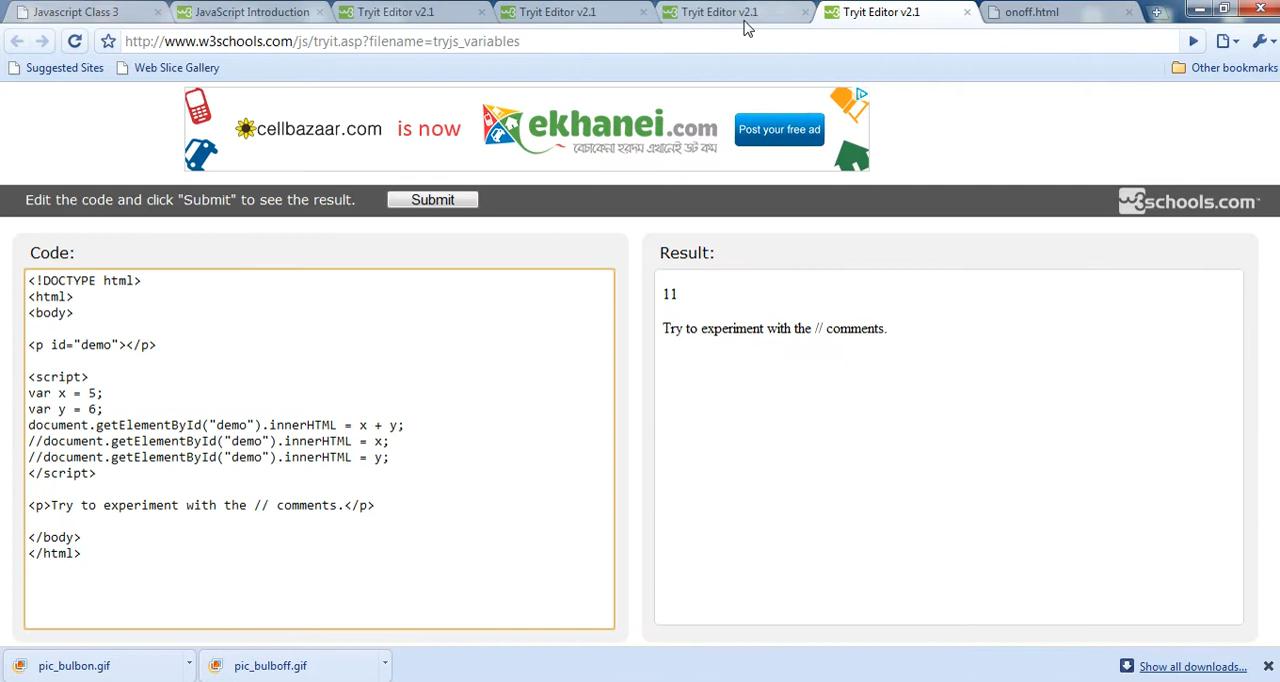 Javascript Class 3
JavaScript Introduction
Tryit Editor v2.1
Tryit Editor v2.1
Tryit Editor v2.1
Tryit Editor v2.1
onoff.html
http://www.w3schools.com/js/tryit.asp?filename=tryjs_variables
Suggested Sites
Web Slice Gallery
Other bookmarks
cellbazaar.com is now
ekhanei.com
বেচাকেনা হরদম এখানেই ডট কম
Post your free ad
Edit the code and click "Submit" to see the result.
Submit
w3schools.com
Code:
<!DOCTYPE html>
<html>
<body>
<p id="demo"></p>
<script>
var x = 5;
var y = 6;
document.getElementById("demo").innerHTML = x + y;
//document.getElementById("demo").innerHTML = x;
//document.getElementById("demo").innerHTML = y;
</script>
<p>Try to experiment with the // comments.</p>
</body>
</html>
Result:
11
Try to experiment with the // comments.
pic_bulbon.gif
pic_bulboff.gif
Show all downloads...